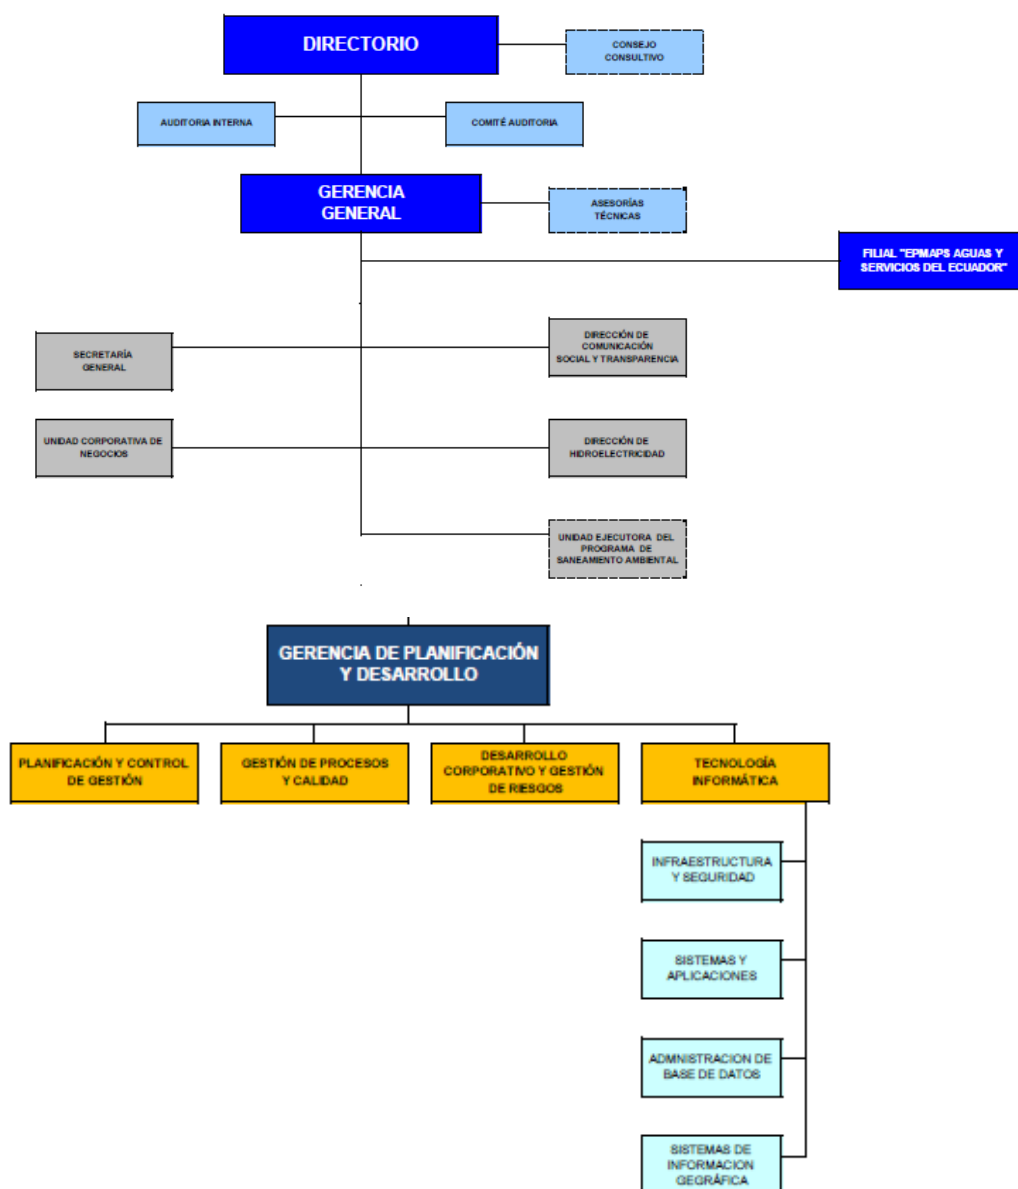 DIRECTORIO
CONSEJO
CONSULTIVO
AUDITORIA INTERNA
COMITÉ AUDITORIA
GERENCIA
GENERAL
ASESORÍAS
TÉCNICAS
FILIAL "EPMAPS AGUAS Y
SERVICIOS DEL ECUADOR"
SECRETARÍA
GENERAL
DIRECCIÓN DE
COMUNICACIÓN
SOCIAL Y TRANSPARENCIA
UNIDAD CORPORATIVA DE
NEGOCIOS
DIRECCIÓN DE
HIDROELECTRICIDAD
UNIDAD EJECUTORA DEL
PROGRAMA DE
SANEAMIENTO AMBIENTAL
GERENCIA DE PLANIFICACIÓN
Y DESARROLLO
PLANIFICACIÓN Y CONTROL
DE GESTIÓN
GESTIÓN DE PROCESOS
Y CALIDAD
DESARROLLO
CORPORATIVO Y GESTIÓN
DE RIESGOS
TECNOLOGÍA
INFORMÁTICA
INFRAESTRUCTURA
Y SEGURIDAD
SISTEMAS Y
APLICACIONES
ADMNISTRACION DE
BASE DE DATOS
SISTEMAS DE
INFORMACION
GEGRÁFICA